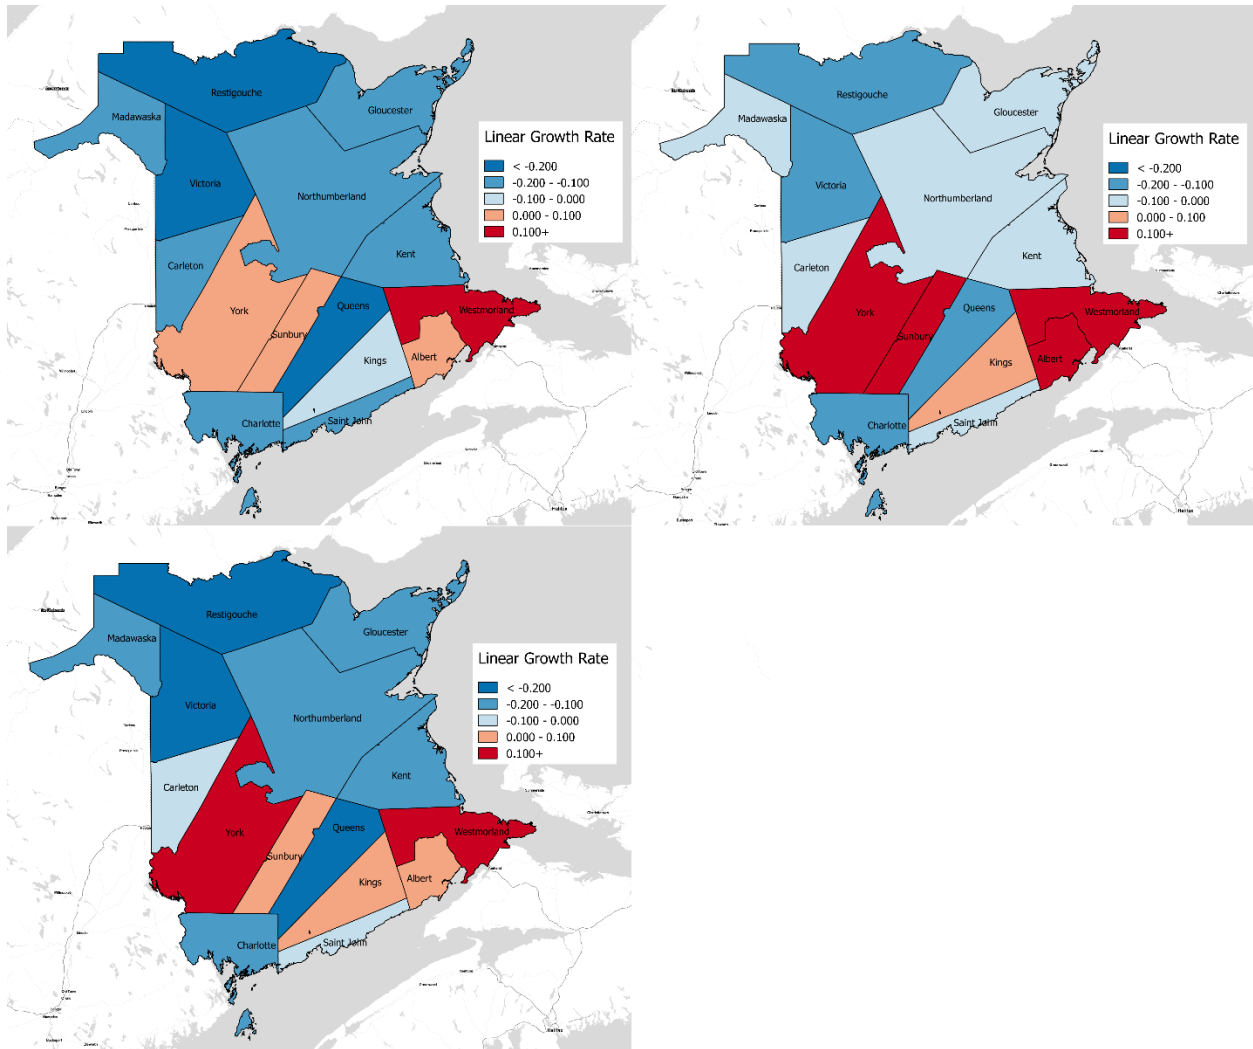 Restigouche
Gloucester
Madawaska
Victoria
Northumberland
Carleton
Kent
York
Sunbury
Queens
Westmorland
Kings
Albert
Charlotte
Saint John
Halifax
Linear Growth Rate
< -0.200
-0.200 - -0.100
-0.100 - 0.000
0.000 - 0.100
0.100+
Restigouche
Gloucester
Madawaska
Victoria
Northumberland
Carleton
Kent
York
Sunbury
Queens
Westmorland
Kings
Albert
Charlotte
Saint John
Halifax
Linear Growth Rate
< -0.200
-0.200 - -0.100
-0.100 - 0.000
0.000 - 0.100
0.100+
Restigouche
Gloucester
Madawaska
Victoria
Northumberland
Carleton
Kent
York
Sunbury
Queens
Westmorland
Kings
Albert
Charlotte
Saint John
Halifax
Linear Growth Rate
< -0.200
-0.200 - -0.100
-0.100 - 0.000
0.000 - 0.100
0.100+